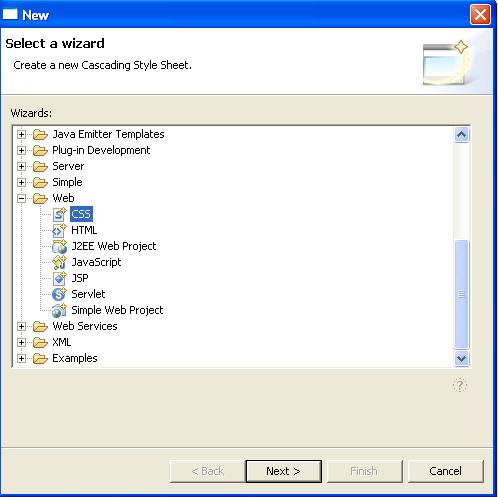 New
Select a wizard
Create a new Cascading Style Sheet.
Wizards:
Java Emitter Templates
Plug-in Development
Server
Simple
Web
CSS
HTML
J2EE Web Project
JavaScript
JSP
Servlet
Simple Web Project
Web Services
XML
Examples
?
< Back Next > Finish Cancel